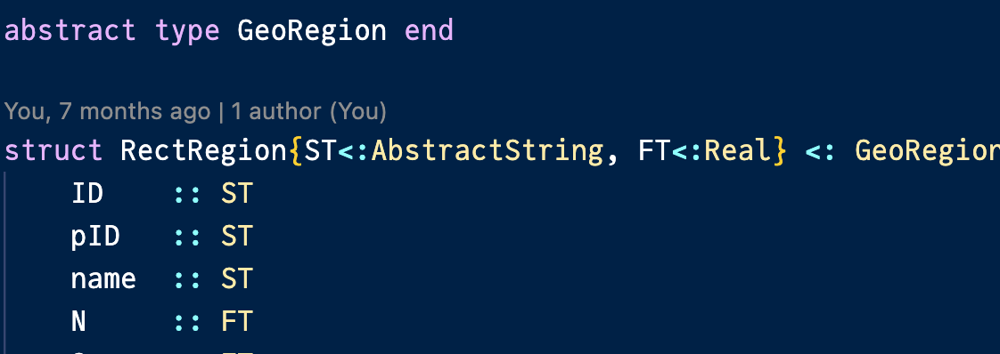 abstract type GeoRegion end
You, 7 months ago | 1 author (You)
struct RectRegion{ST<:AbstractString, FT<:Real} <: GeoRegion
ID :: ST
pID :: ST
name :: ST
N :: FT